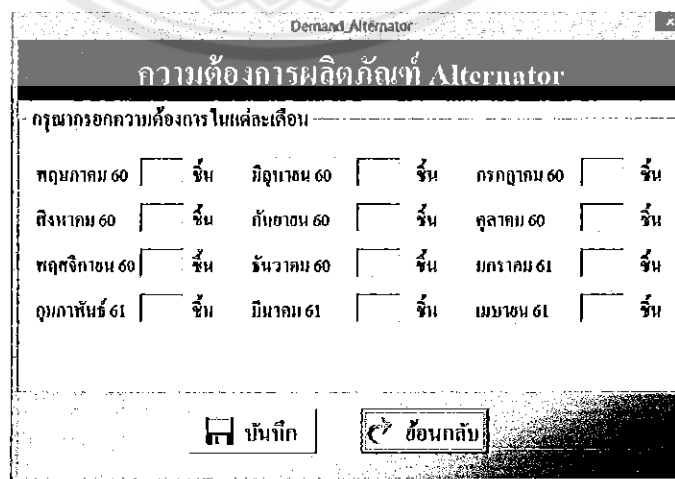 Demand_Alternator
ความต้องการผลิตภัณฑ์ Alternator
กรุณากรอกความต้องการในแต่ละเดือน
พฤษภาคม 60 ชิ้น มิถุนายน 60 ชิ้น กรกฎาคม 60 ชิ้น
สิงหาคม 60 ชิ้น กันยายน 60 ชิ้น ตุลาคม 60 ชิ้น
พฤศจิกายน 60 ชิ้น ธันวาคม 60 ชิ้น มกราคม 61 ชิ้น
กุมภาพันธ์ 61 ชิ้น มีนาคม 61 ชิ้น เมษายน 61 ชิ้น
บันทึก ย้อนกลับ